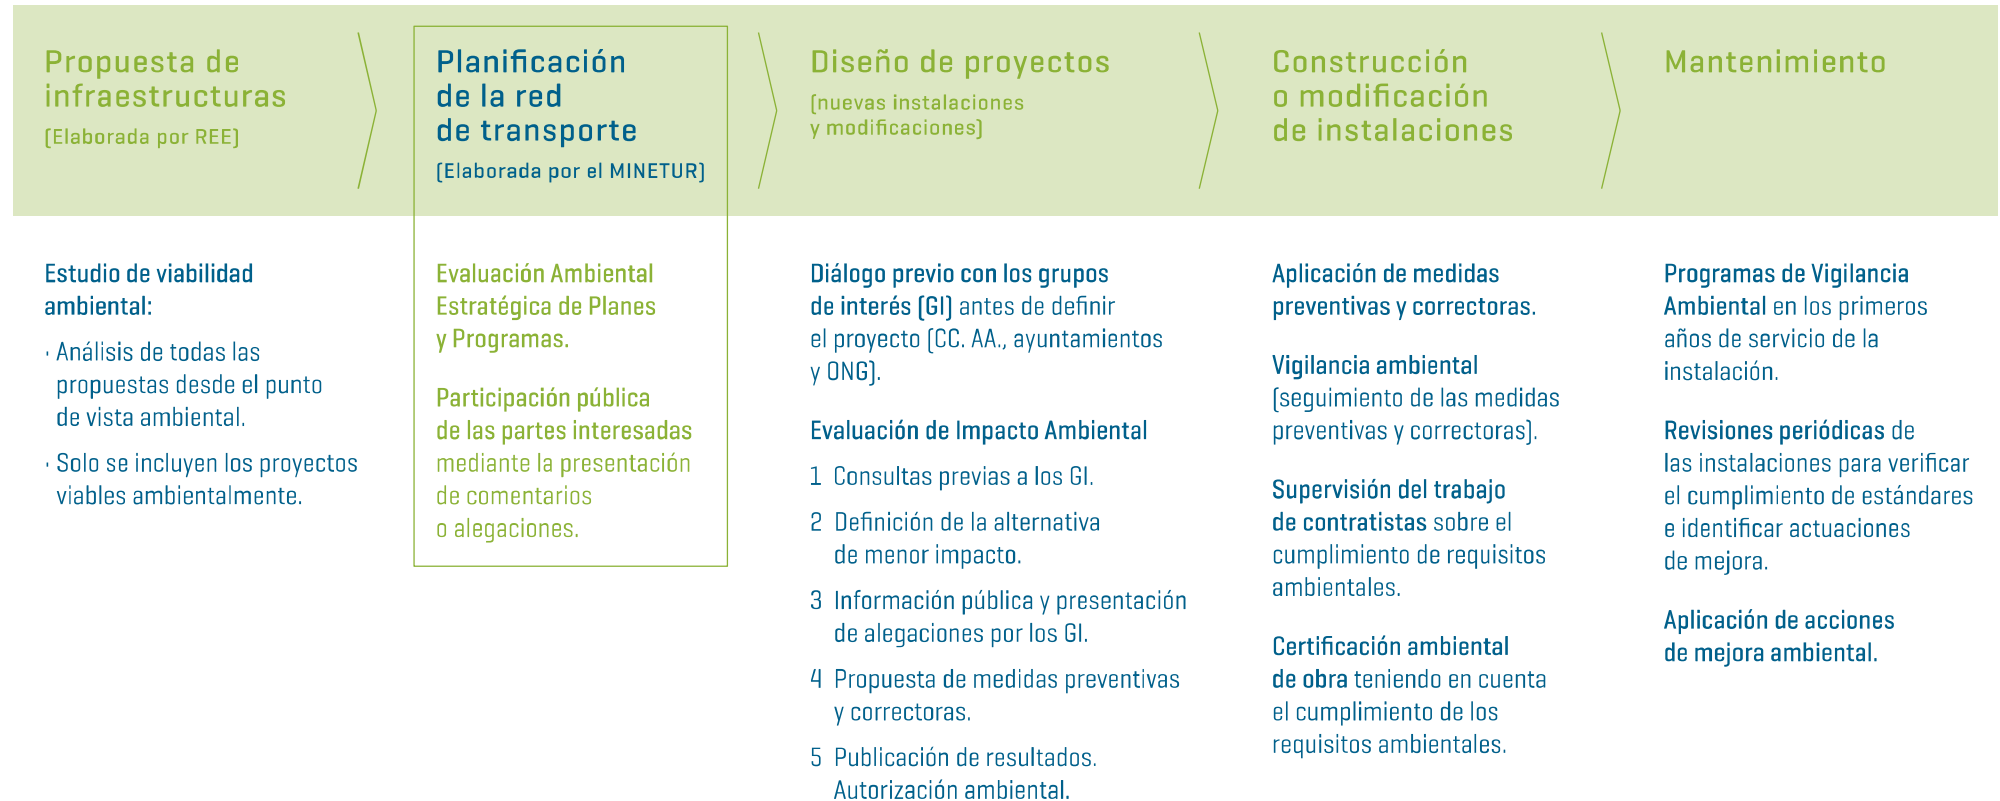 Propuesta de
infraestructuras
(Elaborada por REE)
Planificación
de la red
de transporte
(Elaborada por el MINETUR)
Diseño de proyectos
(nuevas instalaciones
y modificaciones)
Construcción
o modificación
de instalaciones
Mantenimiento
Estudio de viabilidad
ambiental:
· Análisis de todas las
propuestas desde el punto
de vista ambiental.
· Solo se incluyen los proyectos
viables ambientalmente.
Evaluación Ambiental
Estratégica de Planes
y Programas.
Participación pública
de las partes interesadas
mediante la presentación
de comentarios
o alegaciones.
Diálogo previo con los grupos
de interés (GI) antes de definir
el proyecto (CC. AA., ayuntamientos
y ONG).
Evaluación de Impacto Ambiental
1 Consultas previas a los GI.
2 Definición de la alternativa
de menor impacto.
3 Información pública y presentación
de alegaciones por los GI.
4 Propuesta de medidas preventivas
y correctoras.
5 Publicación de resultados.
Autorización ambiental.
Aplicación de medidas
preventivas y correctoras.
Vigilancia ambiental
(seguimiento de las medidas
preventivas y correctoras).
Supervisión del trabajo
de contratistas sobre el
cumplimiento de requisitos
ambientales.
Certificación ambiental
de obra teniendo en cuenta
el cumplimiento de los
requisitos ambientales.
Programas de Vigilancia
Ambiental en los primeros
años de servicio de la
instalación.
Revisiones periódicas de
las instalaciones para verificar
el cumplimiento de estándares
e identificar actuaciones
de mejora.
Aplicación de acciones
de mejora ambiental.